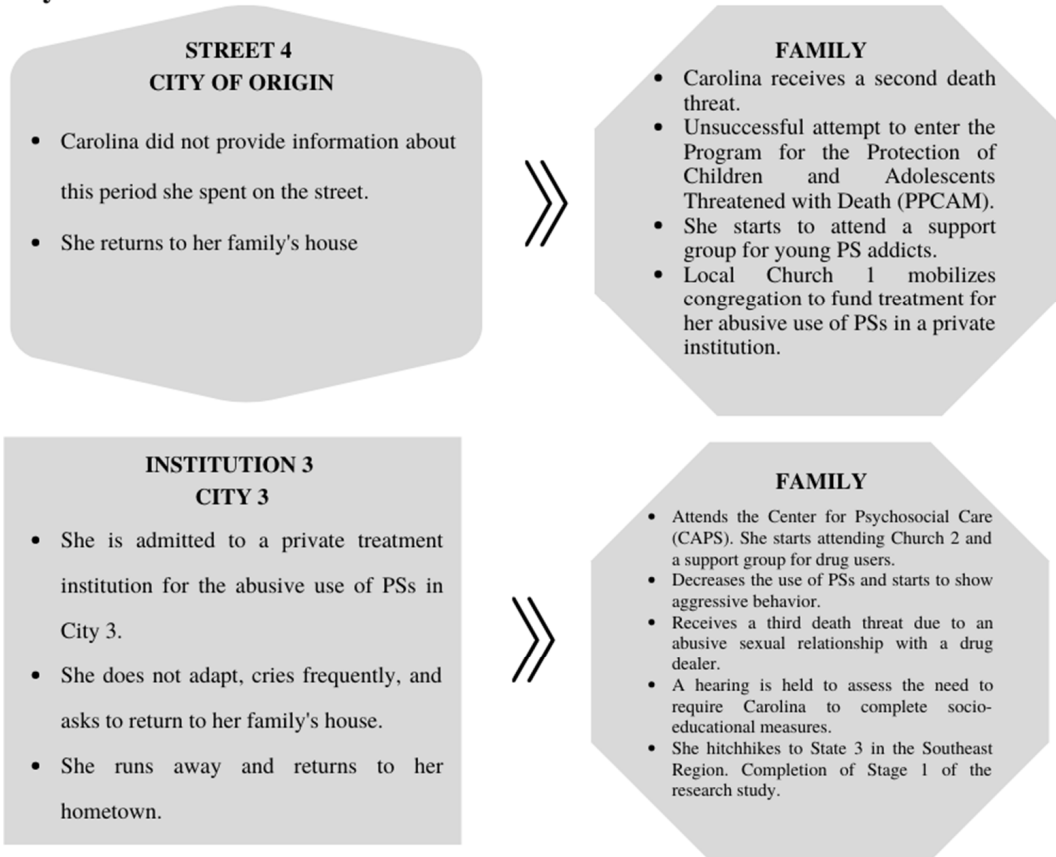 STREET 4
CITY OF ORIGIN
• Carolina did not provide information about
this period she spent on the street.
• She returns to her family's house
FAMILY
• Carolina receives a second death
threat.
• Unsuccessful attempt to enter the
Program for the Protection of
Children and Adolescents
Threatened with Death (PPCAM).
• She starts to attend a support
group for young PS addicts.
• Local Church 1 mobilizes
congregation to fund treatment for
her abusive use of PSs in a private
institution.
INSTITUTION 3
CITY 3
• She is admitted to a private treatment
institution for the abusive use of PSs in
City 3.
• She does not adapt, cries frequently, and
asks to return to her family's house.
• She runs away and returns to her
hometown.
FAMILY
• Attends the Center for Psychosocial Care
(CAPS). She starts attending Church 2 and
a support group for drug users.
• Decreases the use of PSs and starts to show
aggressive behavior.
• Receives a third death threat due to an
abusive sexual relationship with a drug
dealer.
• A hearing is held to assess the need to
require Carolina to complete socio-
educational measures.
• She hitchhikes to State 3 in the Southeast
Region. Completion of Stage 1 of the
research study.